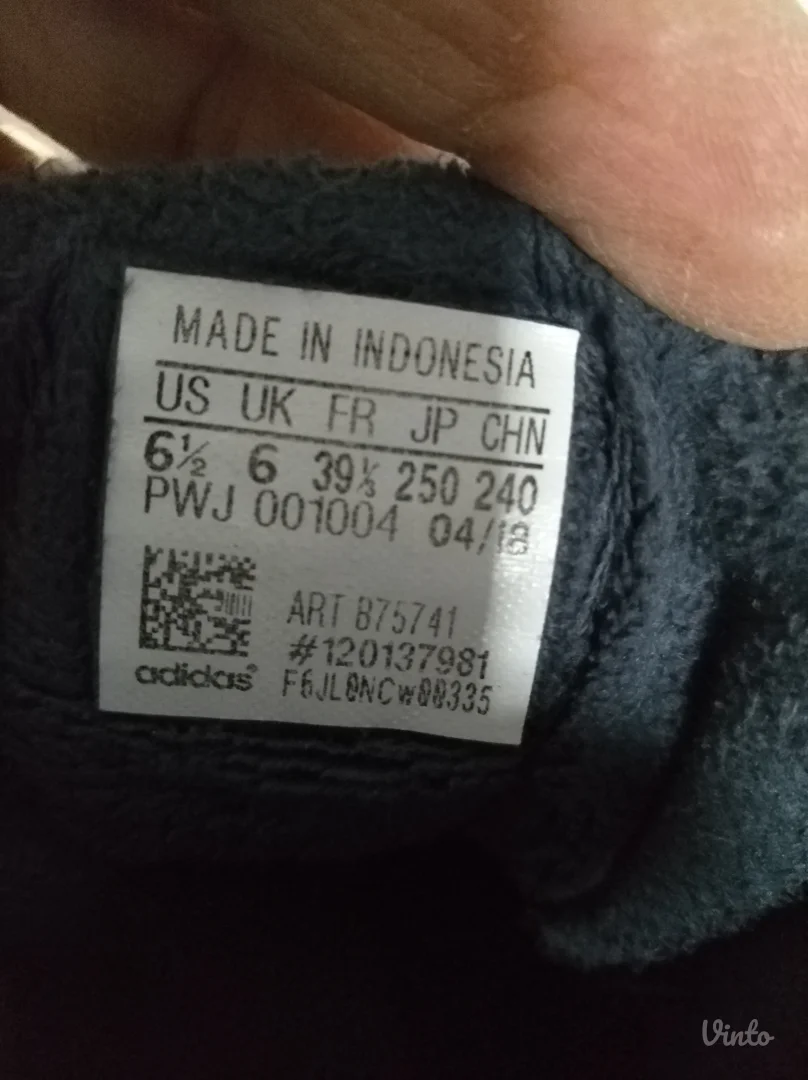 MADE IN INDONESIA
US UK FR JP CHN
6½ 6 39⅓ 250 240
PWJ 001004 04/18
ART B75741
#120137981
adidas® F6JL0NCW00335
Vinto